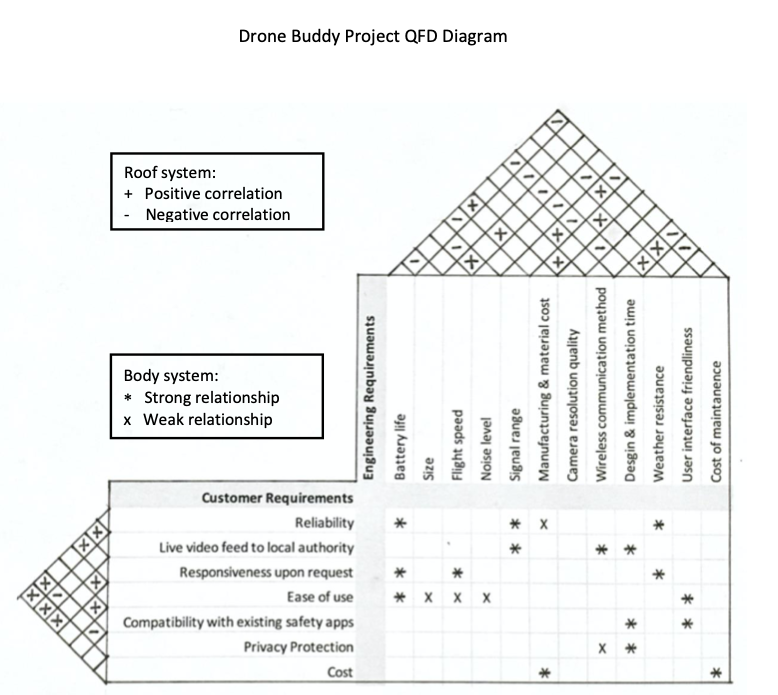 Drone Buddy Project QFD Diagram
Roof system:
+ Positive correlation
- Negative correlation
Body system:
* Strong relationship
x Weak relationship
Engineering Requirements
Battery life
Size
Flight speed
Noise level
Signal range
Manufacturing & material cost
Camera resolution quality
Wireless communication method
Desgin & implementation time
Weather resistance
User interface friendliness
Cost of maintanence
Customer Requirements
Reliability * * x *
Live video feed to local authority * * *
Responsiveness upon request * * *
Ease of use * x x x *
Compatibility with existing safety apps * *
Privacy Protection x *
Cost * *